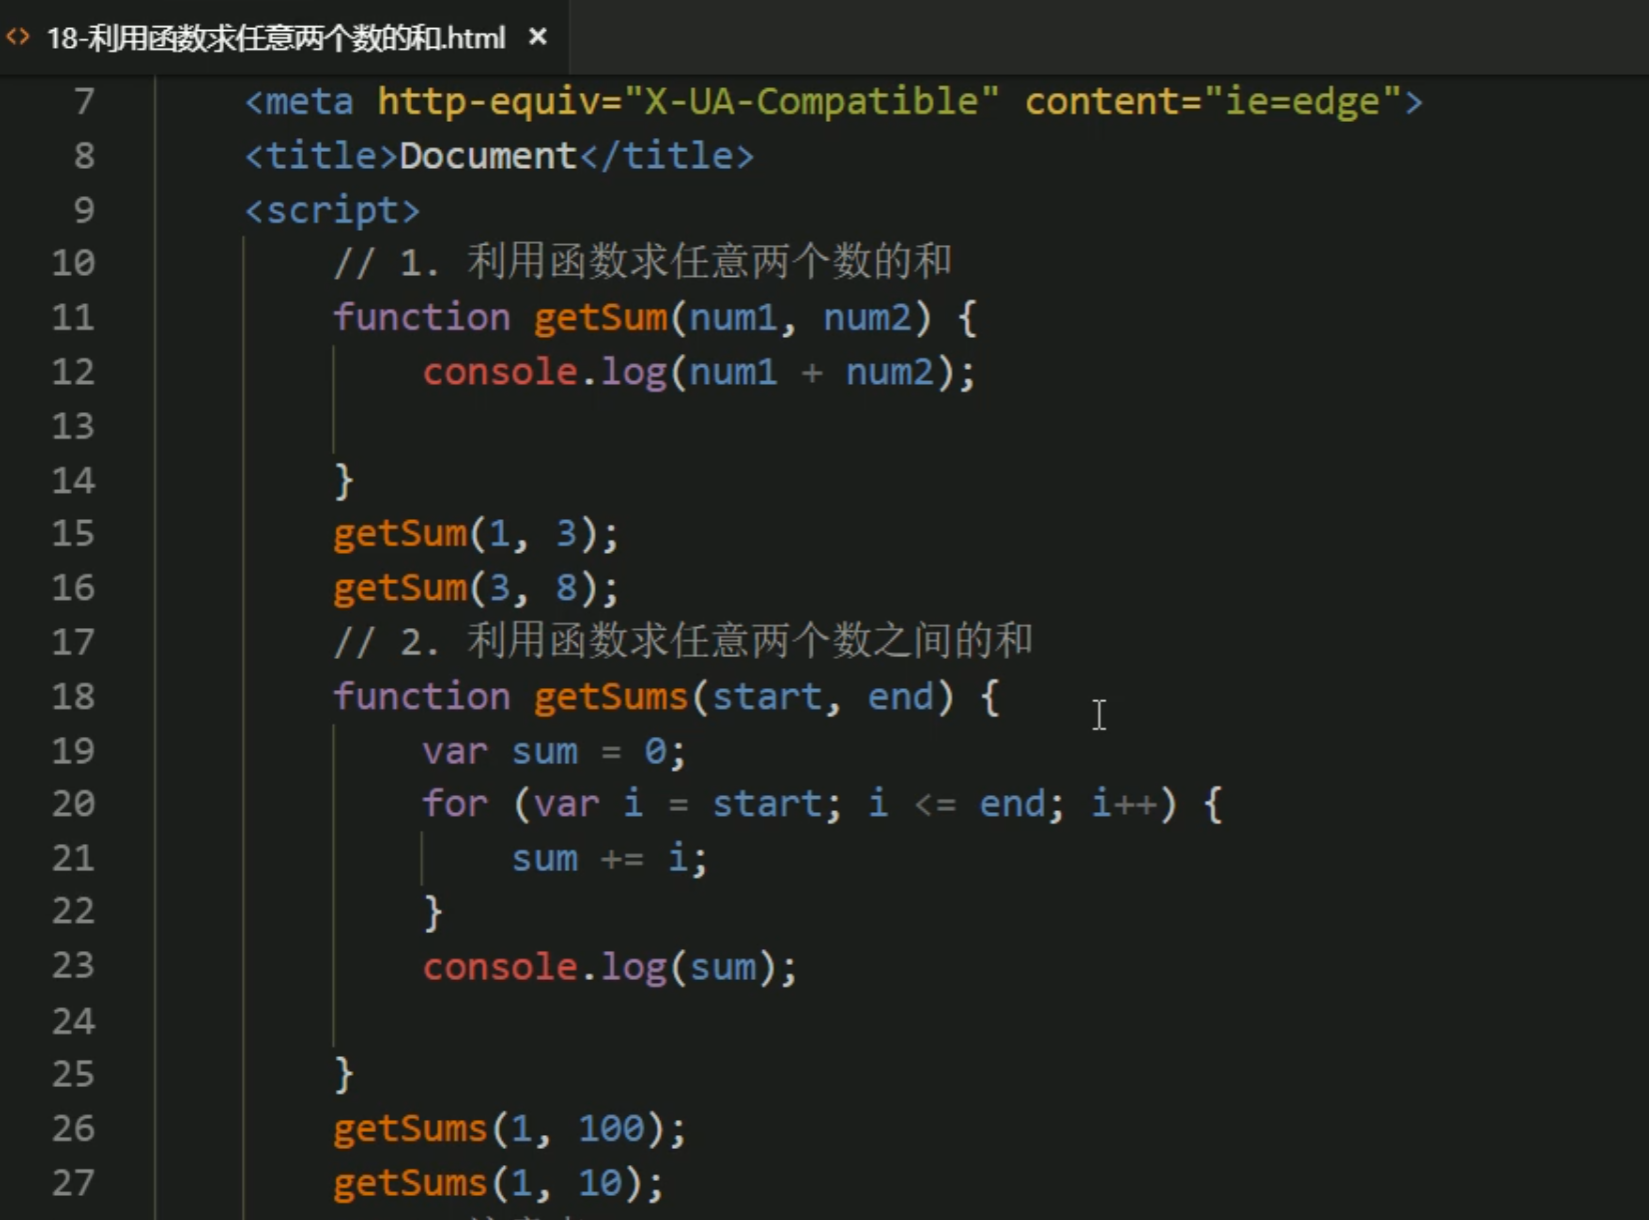 18-利用函数求任意两个数的和.html ×
7 <meta http-equiv="X-UA-Compatible" content="ie=edge">
8 <title>Document</title>
9 <script>
10 // 1. 利用函数求任意两个数的和
11 function getSum(num1, num2) {
12 console.log(num1 + num2);
13
14 }
15 getSum(1, 3);
16 getSum(3, 8);
17 // 2. 利用函数求任意两个数之间的和
18 function getSums(start, end) {
19 var sum = 0;
20 for (var i = start; i <= end; i++) {
21 sum += i;
22 }
23 console.log(sum);
24
25 }
26 getSums(1, 100);
27 getSums(1, 10);